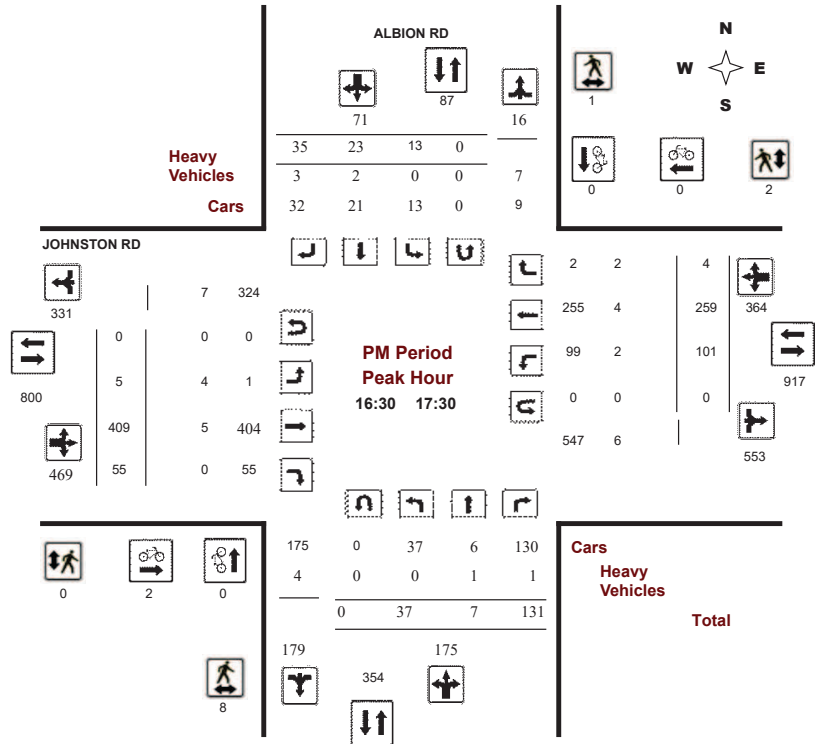 ALBION RD
N
W E
S
87
1
71
16
35 23 13 0
Heavy
Vehicles
3 2 0 0 7
0 0 2
Cars
32 21 13 0 9
JOHNSTON RD
331
7 324
2 2 4
364
0 0 0
255 4 259
PM Period
Peak Hour
16:30 17:30
800
5 4 1
99 2 101
917
409 5 404
0 0 0
469
55 0 55
547 6
553
175 0 37 6 130
Cars
4 0 0 1 1
Heavy
Vehicles
0 2 0
0 37 7 131
Total
179
354
175
8